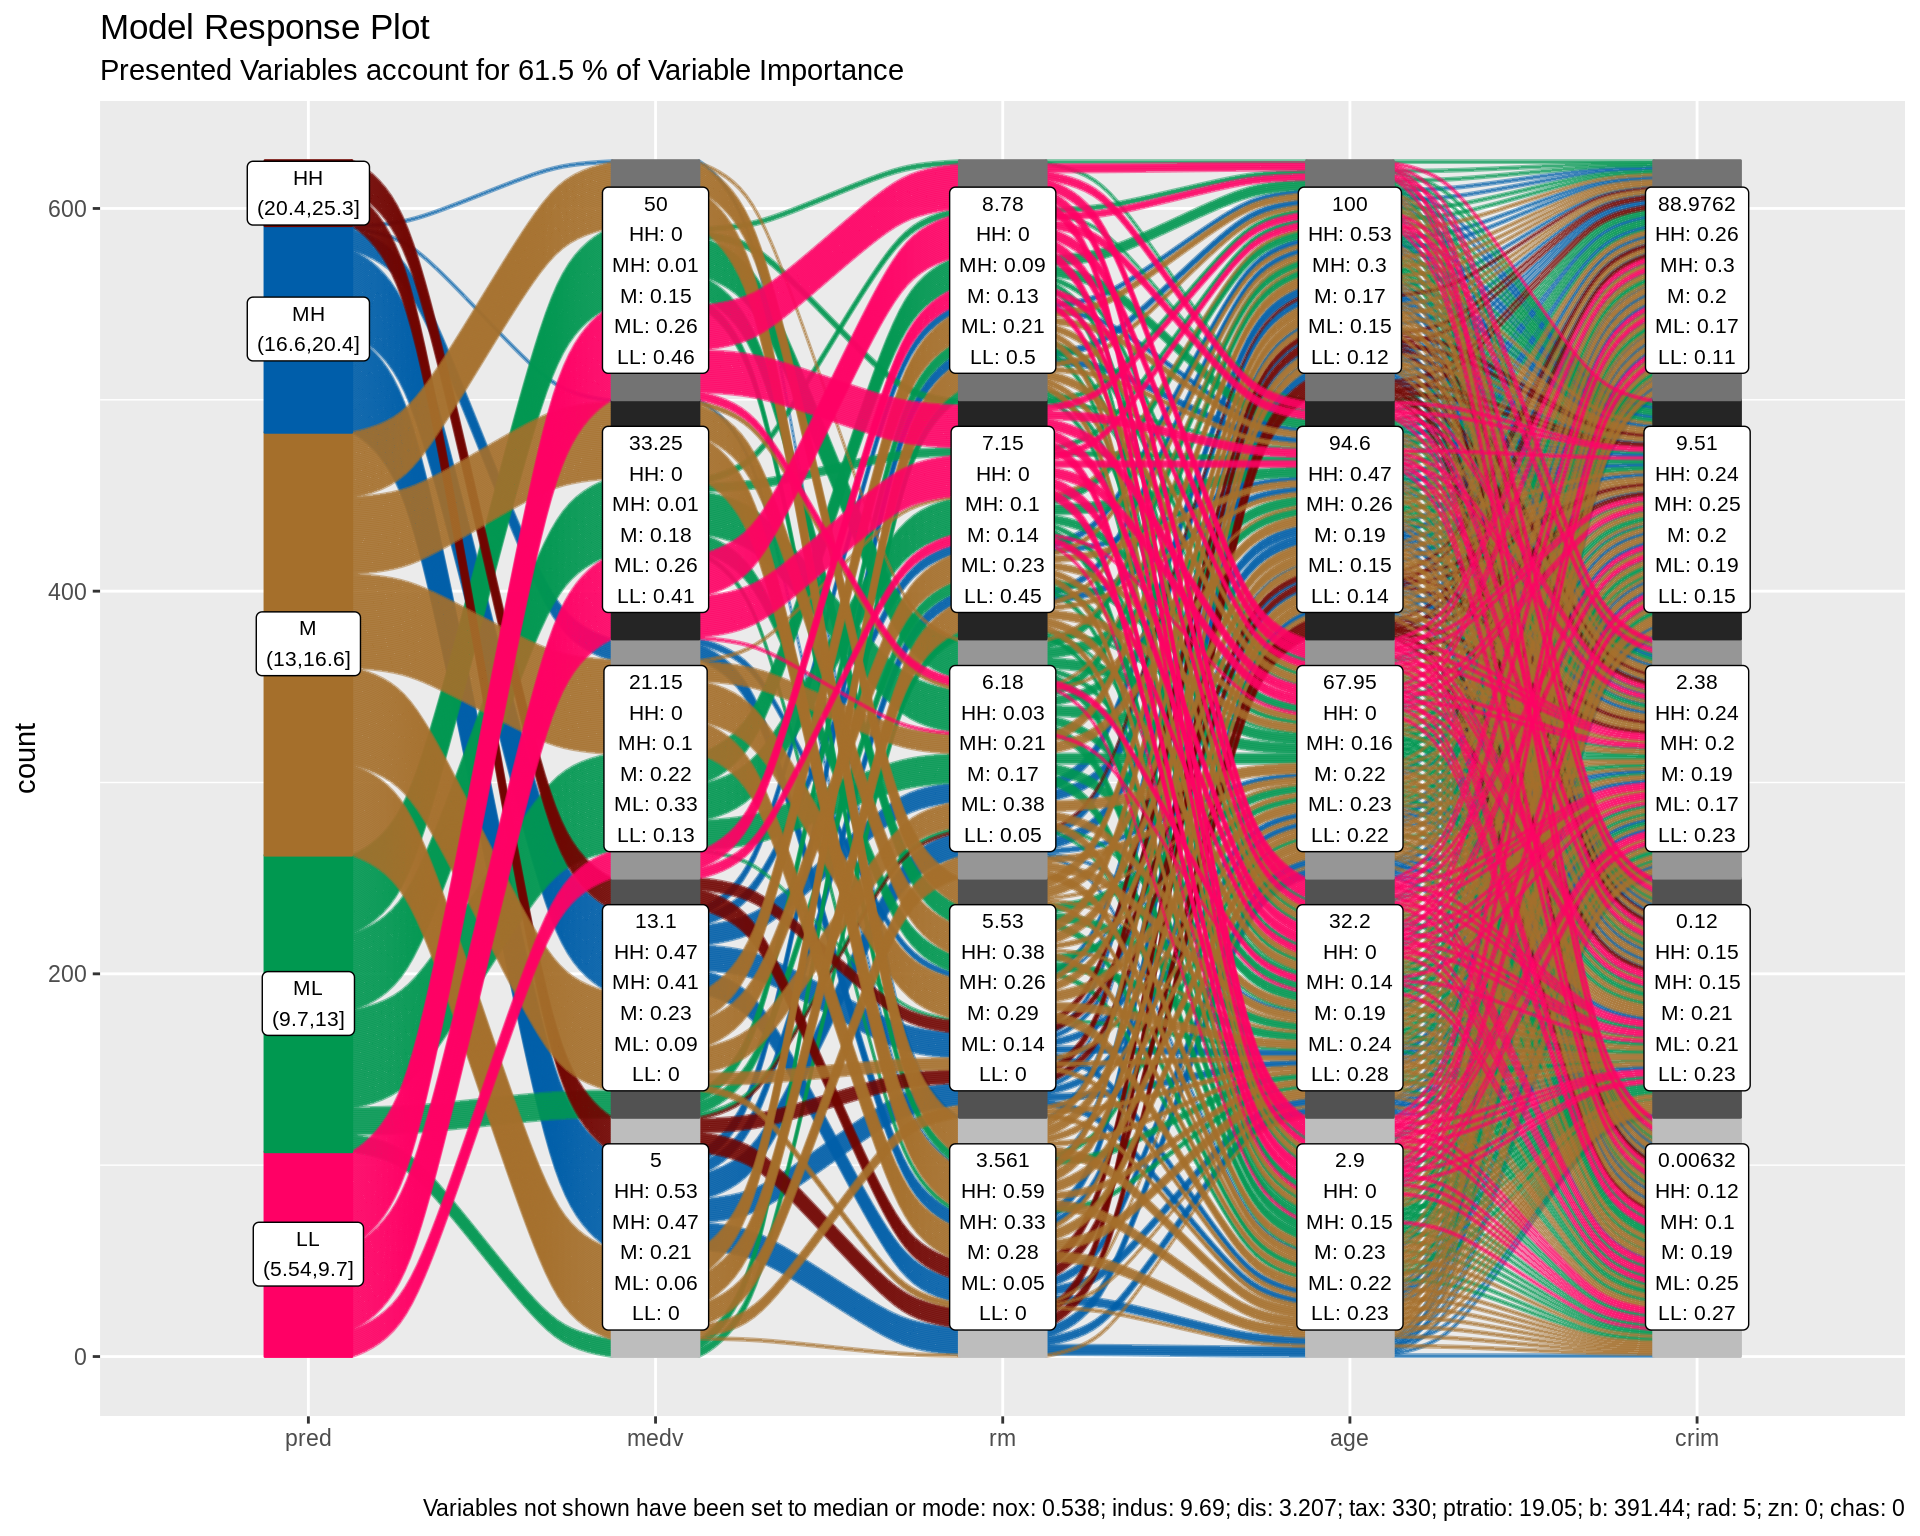 Model Response Plot
Presented Variables account for 61.5 % of Variable Importance
count
600
400
200
0
HH
(20.4,25.3]
MH
(16.6,20.4]
M
(13,16.6]
ML
(9.7,13]
LL
(5.54,9.7]
50
HH: 0
MH: 0.01
M: 0.15
ML: 0.26
LL: 0.46
33.25
HH: 0
MH: 0.01
M: 0.18
ML: 0.26
LL: 0.41
21.15
HH: 0
MH: 0.1
M: 0.22
ML: 0.33
LL: 0.13
13.1
HH: 0.47
MH: 0.41
M: 0.23
ML: 0.09
LL: 0
5
HH: 0.53
MH: 0.47
M: 0.21
ML: 0.06
LL: 0
8.78
HH: 0
MH: 0.09
M: 0.13
ML: 0.21
LL: 0.5
7.15
HH: 0
MH: 0.1
M: 0.14
ML: 0.23
LL: 0.45
6.18
HH: 0.03
MH: 0.21
M: 0.17
ML: 0.38
LL: 0.05
5.53
HH: 0.38
MH: 0.26
M: 0.29
ML: 0.14
LL: 0
3.561
HH: 0.59
MH: 0.33
M: 0.28
ML: 0.05
LL: 0
100
HH: 0.53
MH: 0.3
M: 0.17
ML: 0.15
LL: 0.12
94.6
HH: 0.47
MH: 0.26
M: 0.19
ML: 0.15
LL: 0.14
67.95
HH: 0
MH: 0.16
M: 0.22
ML: 0.23
LL: 0.22
32.2
HH: 0
MH: 0.14
M: 0.19
ML: 0.24
LL: 0.28
2.9
HH: 0
MH: 0.15
M: 0.23
ML: 0.22
LL: 0.23
88.9762
HH: 0.26
MH: 0.3
M: 0.2
ML: 0.17
LL: 0.11
9.51
HH: 0.24
MH: 0.25
M: 0.2
ML: 0.19
LL: 0.15
2.38
HH: 0.24
MH: 0.2
M: 0.19
ML: 0.17
LL: 0.23
0.12
HH: 0.15
MH: 0.15
M: 0.21
ML: 0.21
LL: 0.23
0.00632
HH: 0.12
MH: 0.1
M: 0.19
ML: 0.25
LL: 0.27
pred
medv
rm
age
crim
Variables not shown have been set to median or mode: nox: 0.538; indus: 9.69; dis: 3.207; tax: 330; ptratio: 19.05; b: 391.44; rad: 5; zn: 0; chas: 0